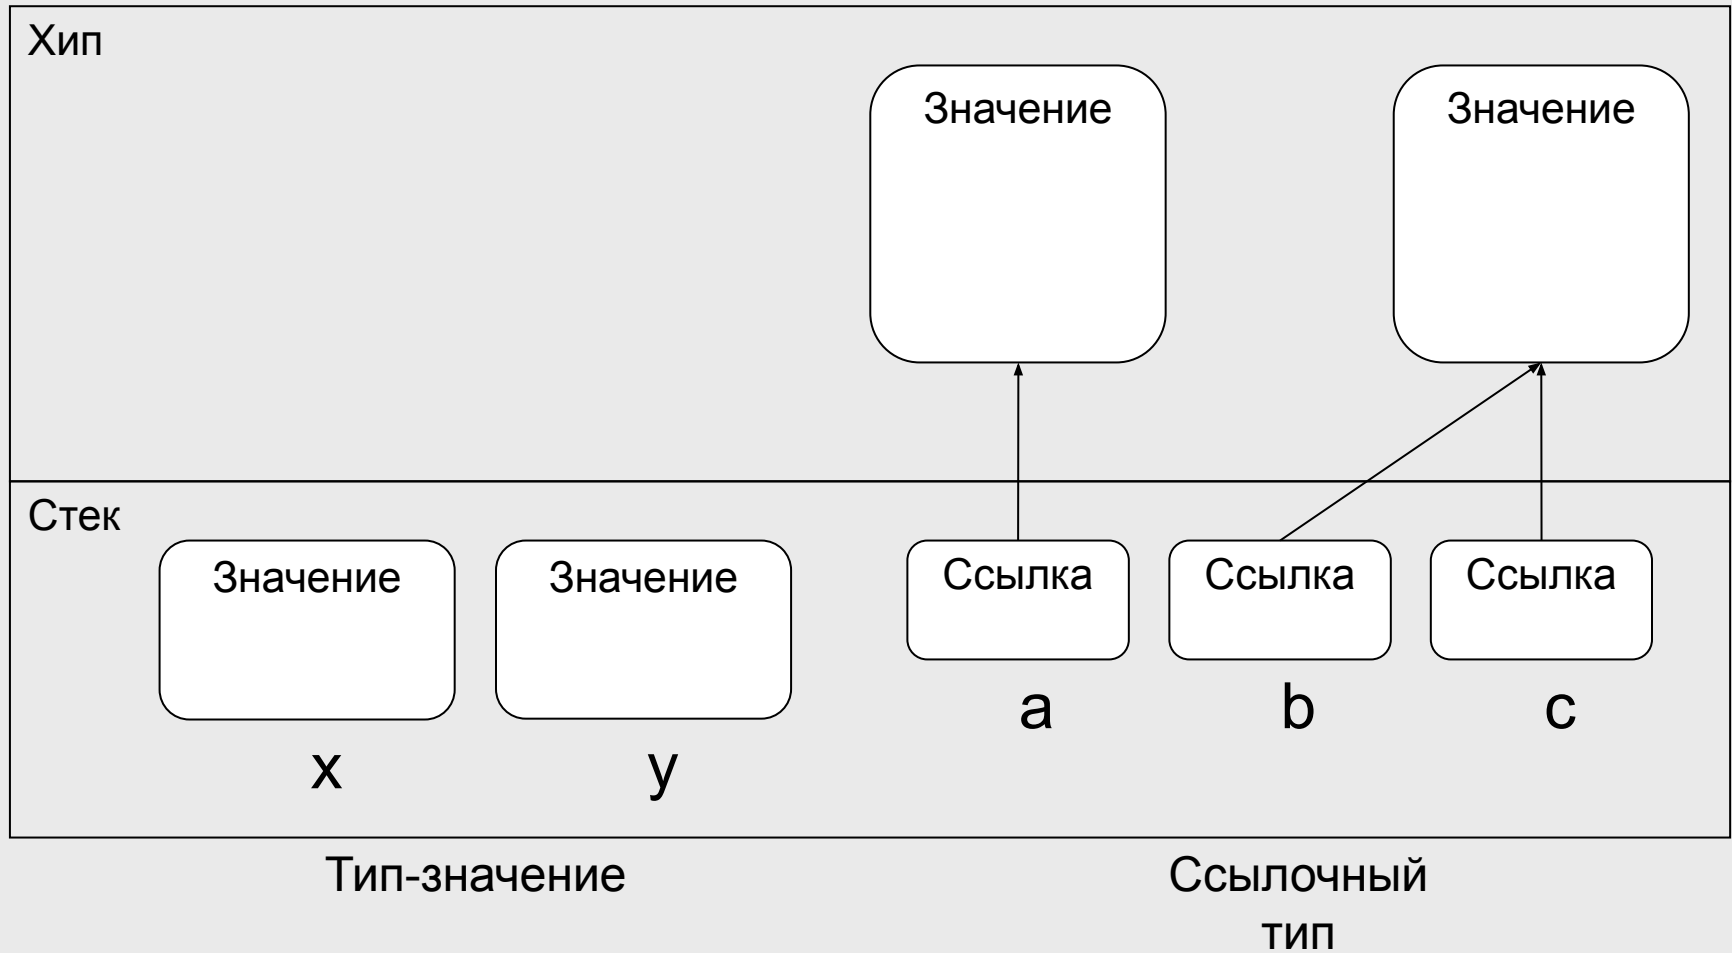 Хип
Значение
Значение
Стек
Значение
Значение
Ссылка
Ссылка
Ссылка
x
y
a
b
c
Тип-значение
Ссылочный
тип